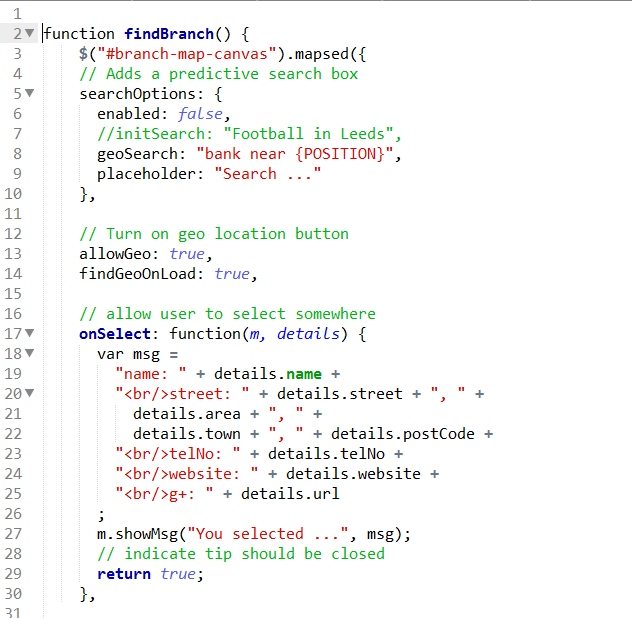 1
2 function findBranch() {
3 $("#branch-map-canvas").mapsed({
4 // Adds a predictive search box
5 searchOptions: {
6 enabled: false,
7 //initSearch: "Football in Leeds",
8 geoSearch: "bank near {POSITION}",
9 placeholder: "Search ..."
10 },
11
12 // Turn on geo location button
13 allowGeo: true,
14 findGeoOnLoad: true,
15
16 // allow user to select somewhere
17 onSelect: function(m, details) {
18 var msg =
19 "name: " + details.name +
20 "<br/>street: " + details.street + ", " +
21 details.area + ", " +
22 details.town + ", " + details.postCode +
23 "<br/>telNo: " + details.telNo +
24 "<br/>website: " + details.website +
25 "<br/>g+: " + details.url
26 ;
27 m.showMsg("You selected ...", msg);
28 // indicate tip should be closed
29 return true;
30 },
31